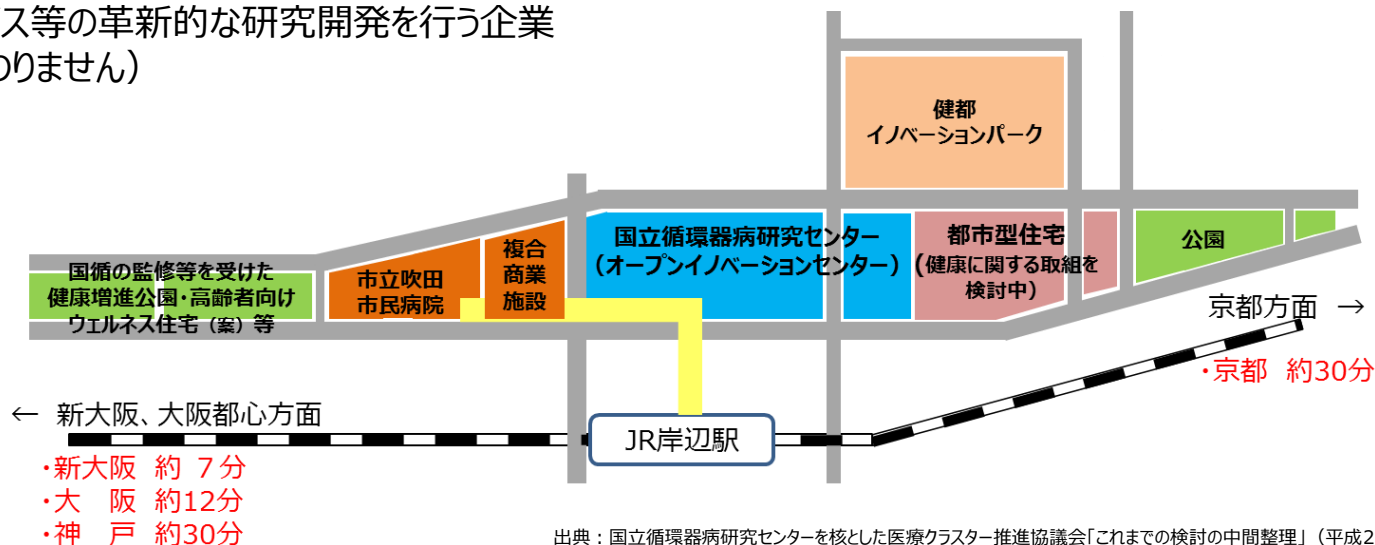 ス等の革新的な研究開発を行う企業
りません）
健都
イノベーションパーク
国循の監修等を受けた
健康増進公園・高齢者向け
ウェルネス住宅（案）等
市立吹田
市民病院
複合
商業
施設
国立循環器病研究センター
（オープンイノベーションセンター）
都市型住宅
(健康に関する取組を
検討中）
公園
京都方面 →
・京都 約30分
← 新大阪、大阪都心方面
JR岸辺駅
・新大阪 約 7分
・大 阪 約12分
・神 戸 約30分
出典：国立循環器病研究センターを核とした医療クラスター推進協議会「これまでの検討の中間整理」（平成2